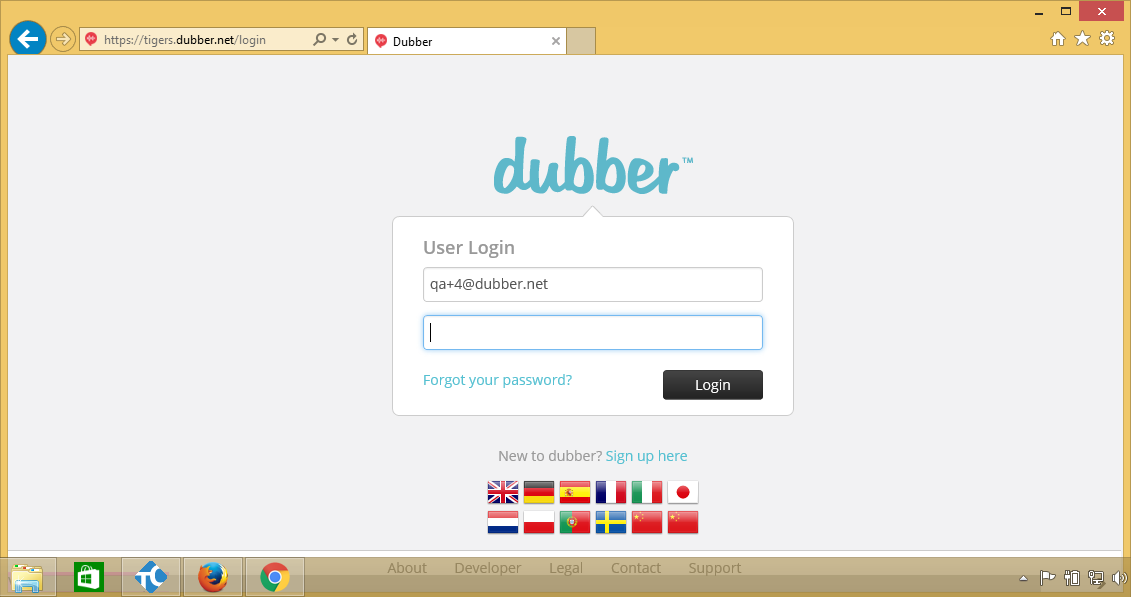 https://tigers.dubber.net/login
Dubber
dubber™
User Login
qa+4@dubber.net
Forgot your password?
Login
New to dubber? Sign up here
About Developer Legal Contact Support